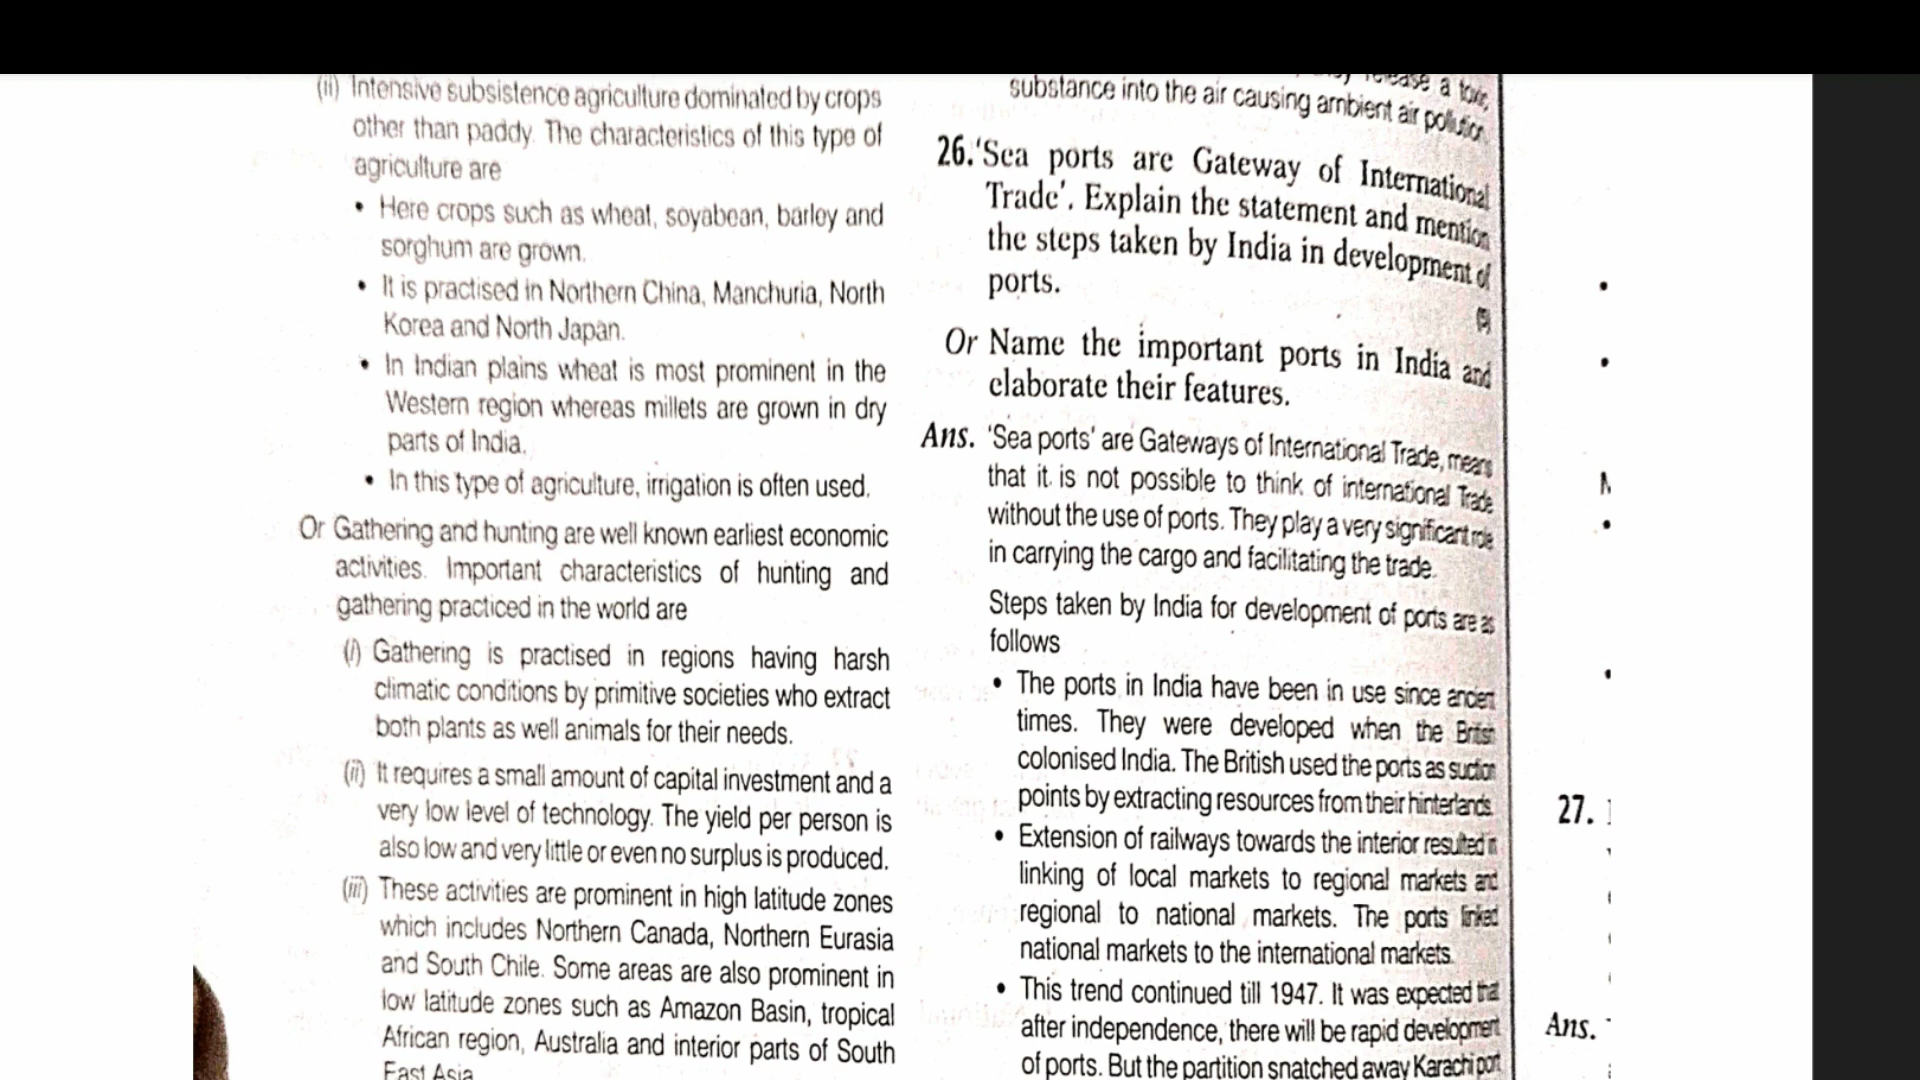 (ii) Intensive subsistence agriculture dominated by crops
other than paddy. The characteristics of this type of
agriculture are
• Here crops such as wheat, soyabean, barley and
sorghum are grown.
• It is practised in Northern China, Manchuria, North
Korea and North Japan.
• In Indian plains wheat is most prominent in the
Western region whereas millets are grown in dry
parts of India.
• In this type of agriculture, irrigation is often used.
Or Gathering and hunting are well known earliest economic
activities. Important characteristics of hunting and
gathering practiced in the world are
(i) Gathering is practised in regions having harsh
climatic conditions by primitive societies who extract
both plants as well animals for their needs.
(ii) It requires a small amount of capital investment and a
very low level of technology. The yield per person is
also low and very little or even no surplus is produced.
(iii) These activities are prominent in high latitude zones
which includes Northern Canada, Northern Eurasia
and South Chile. Some areas are also prominent in
low latitude zones such as Amazon Basin, tropical
African region, Australia and interior parts of South
East Asia
release a toxic
substance into the air causing ambient air pollution
26. 'Sea ports are Gateway of International
Trade'. Explain the statement and mention
the steps taken by India in development of
ports.
(5)
Or Name the important ports in India and
elaborate their features.
Ans. 'Sea ports' are Gateways of International Trade, means
that it is not possible to think of international Trade
without the use of ports. They play a very significant role
in carrying the cargo and facilitating the trade.
Steps taken by India for development of ports are as
follows
• The ports in India have been in use since ancient
times. They were developed when the British
colonised India. The British used the ports as suction
points by extracting resources from their hinterlands.
• Extension of railways towards the interior resulted in
linking of local markets to regional markets and
regional to national markets. The ports linked
national markets to the international markets.
• This trend continued till 1947. It was expected that
after independence, there will be rapid development
of ports. But the partition snatched away Karachi port
27.
Ans.